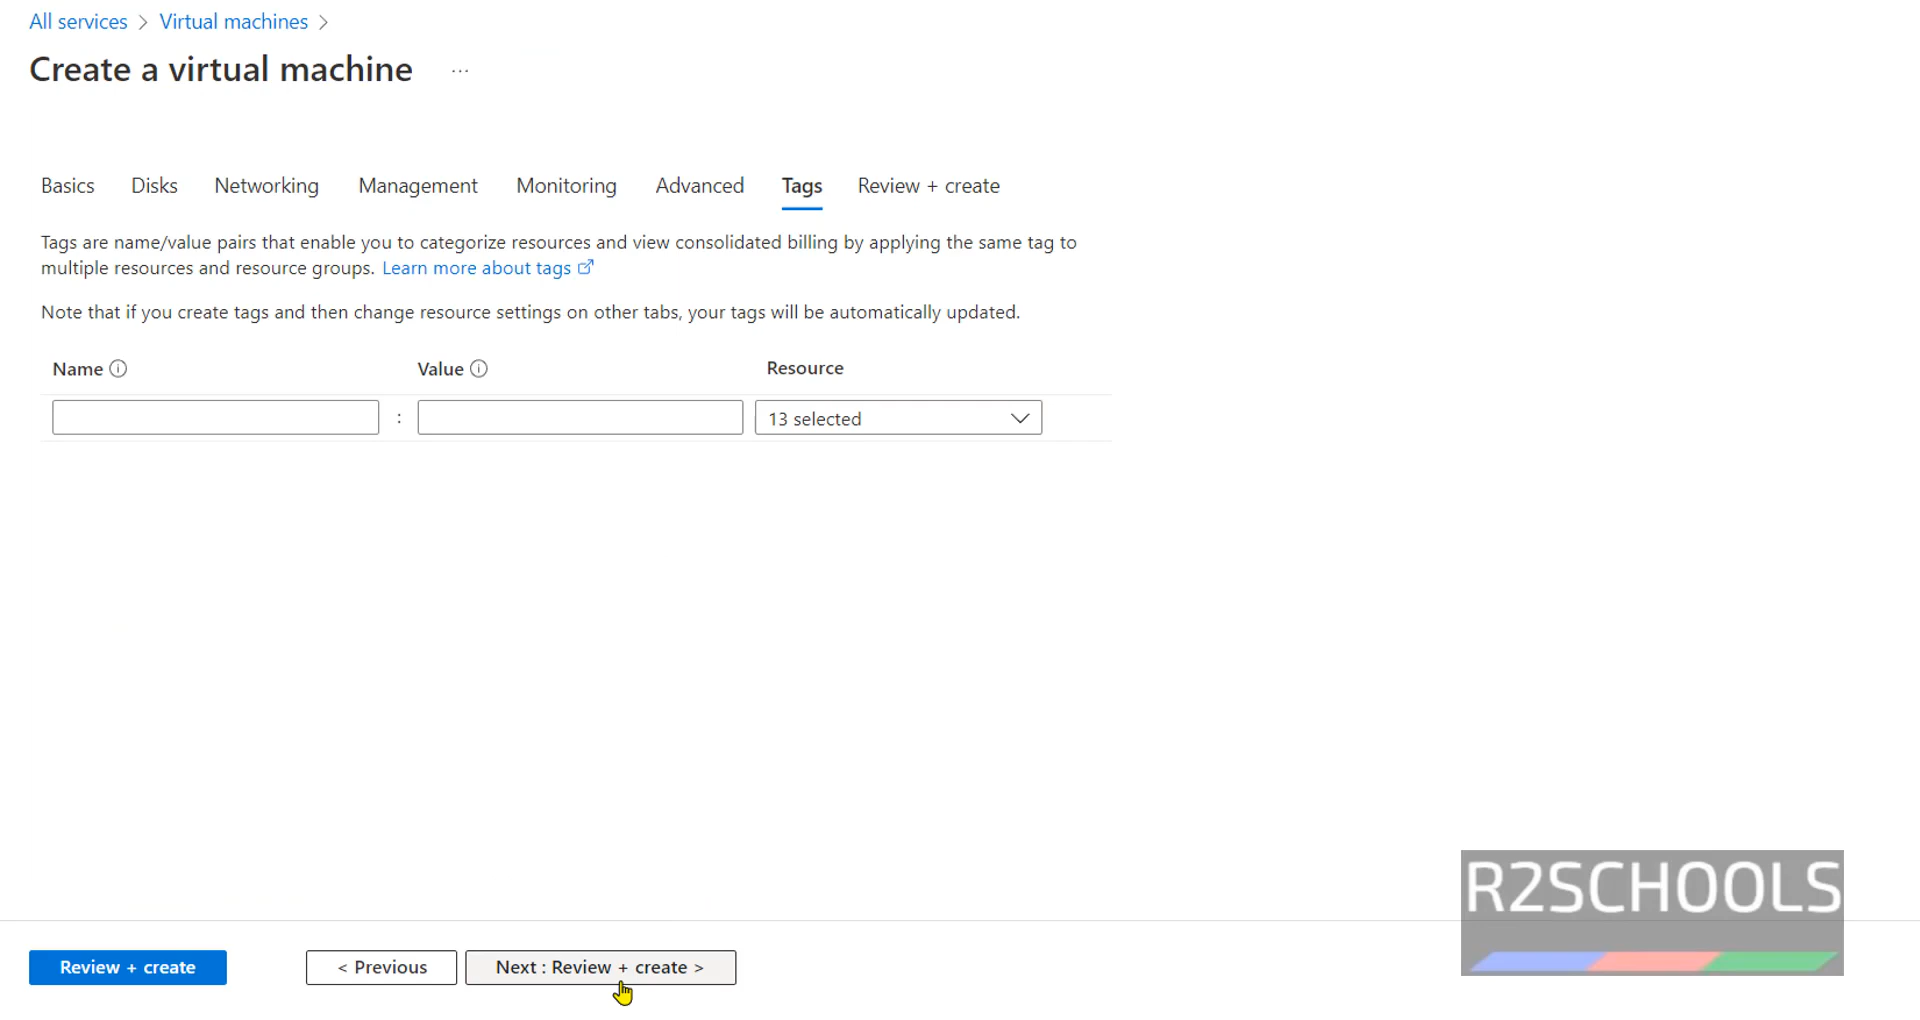 All services > Virtual machines >
Create a virtual machine ...
Basics Disks Networking Management Monitoring Advanced Tags Review + create
Tags are name/value pairs that enable you to categorize resources and view consolidated billing by applying the same tag to
multiple resources and resource groups. Learn more about tags
Note that if you create tags and then change resource settings on other tabs, your tags will be automatically updated.
Name Value Resource
: 13 selected
R2SCHOOLS
Review + create < Previous Next : Review + create >